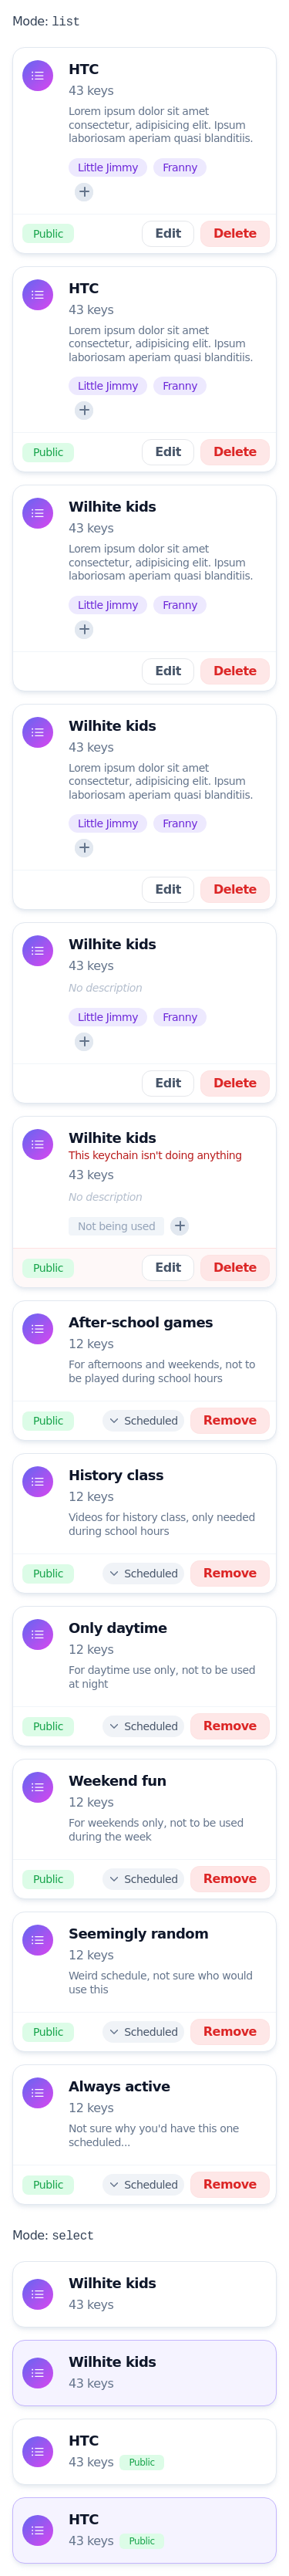 Mode: list
HTC
43 keys
Lorem ipsum dolor sit amet
consectetur, adipisicing elit. Ipsum
laboriosam aperiam quasi blanditiis.
Little Jimmy Franny
Public Edit Delete
HTC
43 keys
Lorem ipsum dolor sit amet
consectetur, adipisicing elit. Ipsum
laboriosam aperiam quasi blanditiis.
Little Jimmy Franny
Public Edit Delete
Wilhite kids
43 keys
Lorem ipsum dolor sit amet
consectetur, adipisicing elit. Ipsum
laboriosam aperiam quasi blanditiis.
Little Jimmy Franny
Edit Delete
Wilhite kids
43 keys
Lorem ipsum dolor sit amet
consectetur, adipisicing elit. Ipsum
laboriosam aperiam quasi blanditiis.
Little Jimmy Franny
Edit Delete
Wilhite kids
43 keys
No description
Little Jimmy Franny
Edit Delete
Wilhite kids
This keychain isn't doing anything
43 keys
No description
Not being used
Public Edit Delete
After-school games
12 keys
For afternoons and weekends, not to
be played during school hours
Public Scheduled Remove
History class
12 keys
Videos for history class, only needed
during school hours
Public Scheduled Remove
Only daytime
12 keys
For daytime use only, not to be used
at night
Public Scheduled Remove
Weekend fun
12 keys
For weekends only, not to be used
during the week
Public Scheduled Remove
Seemingly random
12 keys
Weird schedule, not sure who would
use this
Public Scheduled Remove
Always active
12 keys
Not sure why you'd have this one
scheduled...
Public Scheduled Remove
Mode: select
Wilhite kids
43 keys
Wilhite kids
43 keys
HTC
43 keys Public
HTC
43 keys Public